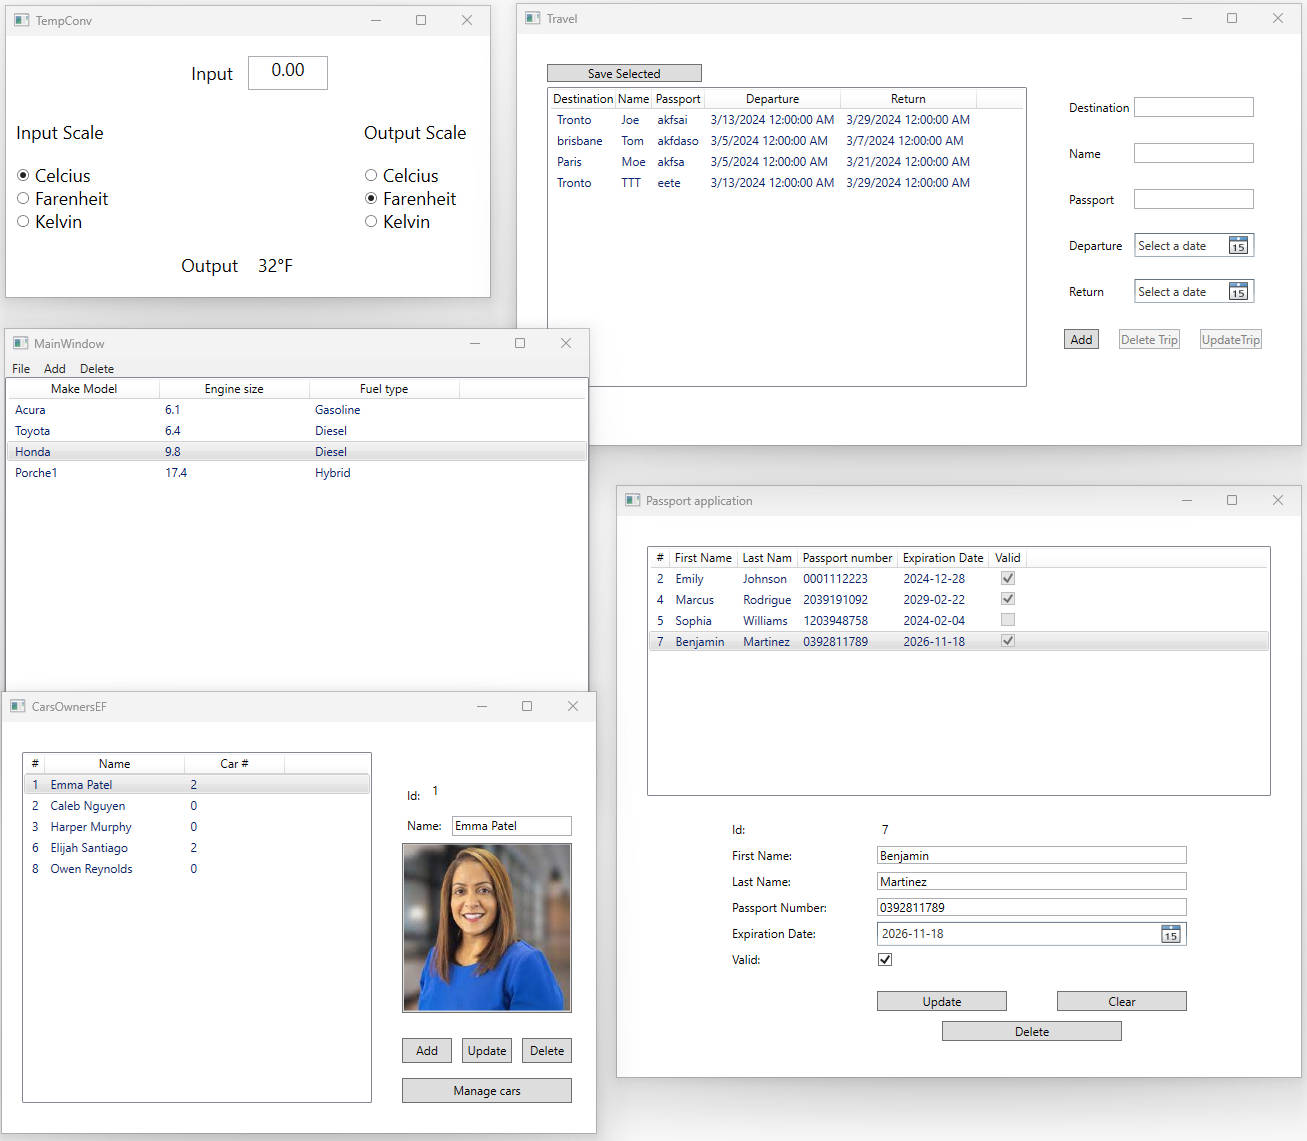 TempConv
Input 0.00
Input Scale Output Scale
Celcius Celcius
Farenheit Farenheit
Kelvin Kelvin
Output 32°F
Travel
Save Selected
Destination Name Passport Departure Return
Tronto Joe akfsai 3/13/2024 12:00:00 AM 3/29/2024 12:00:00 AM
brisbane Tom akfdaso 3/5/2024 12:00:00 AM 3/7/2024 12:00:00 AM
Paris Moe akfsa 3/5/2024 12:00:00 AM 3/21/2024 12:00:00 AM
Tronto TTT eete 3/13/2024 12:00:00 AM 3/29/2024 12:00:00 AM
Destination
Name
Passport
Departure Select a date 15
Return Select a date 15
Add Delete Trip UpdateTrip
MainWindow
File Add Delete
Make Model Engine size Fuel type
Acura 6.1 Gasoline
Toyota 6.4 Diesel
Honda 9.8 Diesel
Porche1 17.4 Hybrid
Passport application
# First Name Last Nam Passport number Expiration Date Valid
2 Emily Johnson 0001112223 2024-12-28
4 Marcus Rodrigue 2039191092 2029-02-22
5 Sophia Williams 1203948758 2024-02-04
7 Benjamin Martinez 0392811789 2026-11-18
Id: 7
First Name: Benjamin
Last Name: Martinez
Passport Number: 0392811789
Expiration Date: 2026-11-18 15
Valid:
Update Clear
Delete
CarsOwnersEF
# Name Car #
1 Emma Patel 2
2 Caleb Nguyen 0
3 Harper Murphy 0
6 Elijah Santiago 2
8 Owen Reynolds 0
Id: 1
Name: Emma Patel
Add Update Delete
Manage cars